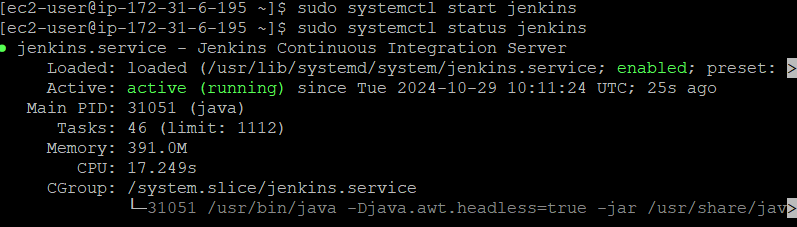 [ec2-user@ip-172-31-6-195 ~]$ sudo systemctl start jenkins
[ec2-user@ip-172-31-6-195 ~]$ sudo systemctl status jenkins
● jenkins.service - Jenkins Continuous Integration Server
     Loaded: loaded (/usr/lib/systemd/system/jenkins.service; enabled; preset: >
     Active: active (running) since Tue 2024-10-29 10:11:24 UTC; 25s ago
   Main PID: 31051 (java)
      Tasks: 46 (limit: 1112)
     Memory: 391.0M
        CPU: 17.249s
     CGroup: /system.slice/jenkins.service
             └─31051 /usr/bin/java -Djava.awt.headless=true -jar /usr/share/jav>